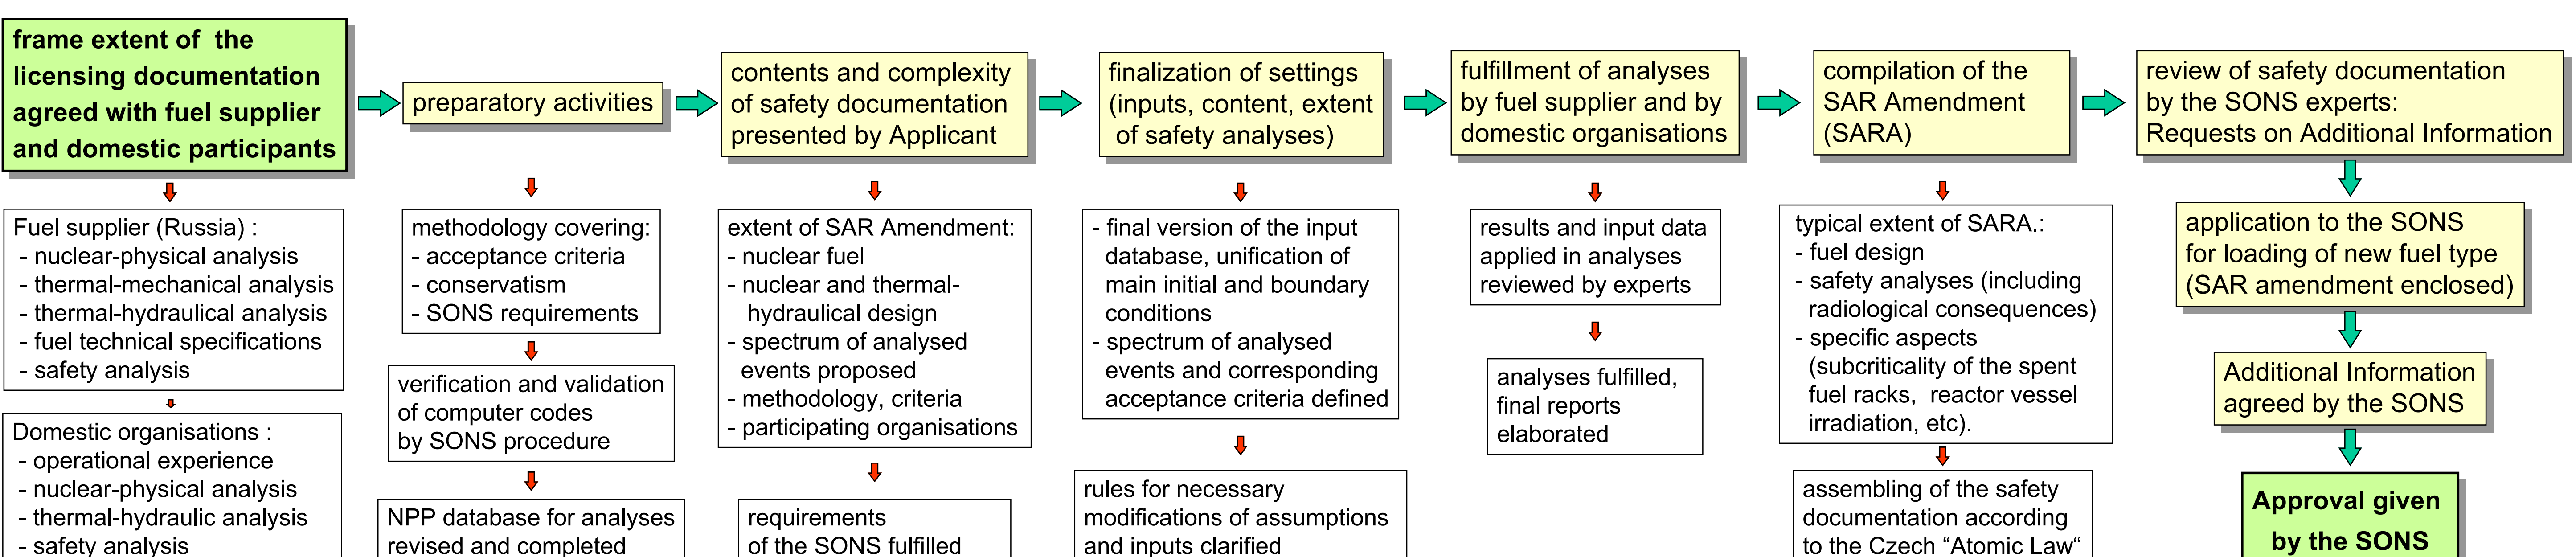 frame extent of the
licensing documentation
agreed with fuel supplier
and domestic participants
Fuel supplier (Russia) :
- nuclear-physical analysis
- thermal-mechanical analysis
- thermal-hydraulical analysis
- fuel technical specifications
- safety analysis
Domestic organisations :
- operational experience
- nuclear-physical analysis
- thermal-hydraulic analysis
- safety analysis
preparatory activities
methodology covering:
- acceptance criteria
- conservatism
- SONS requirements
verification and validation
of computer codes
by SONS procedure
NPP database for analyses
revised and completed
contents and complexity
of safety documentation
presented by Applicant
extent of SAR Amendment:
- nuclear fuel
- nuclear and thermal-
hydraulical design
- spectrum of analysed
events proposed
- methodology, criteria
- participating organisations
requirements
of the SONS fulfilled
finalization of settings
(inputs, content, extent
of safety analyses)
- final version of the input
database, unification of
main initial and boundary
conditions
- spectrum of analysed
events and corresponding
acceptance criteria defined
rules for necessary
modifications of assumptions
and inputs clarified
fulfillment of analyses
by fuel supplier and by
domestic organisations
results and input data
applied in analyses
reviewed by experts
analyses fulfilled,
final reports
elaborated
compilation of the
SAR Amendment
(SARA)
typical extent of SARA.:
- fuel design
- safety analyses (including
radiological consequences)
- specific aspects
(subcriticality of the spent
fuel racks, reactor vessel
irradiation, etc).
assembling of the safety
documentation according
to the Czech “Atomic Law“
review of safety documentation
by the SONS experts:
Requests on Additional Information
application to the SONS
for loading of new fuel type
(SAR amendment enclosed)
Additional Information
agreed by the SONS
Approval given
by the SONS